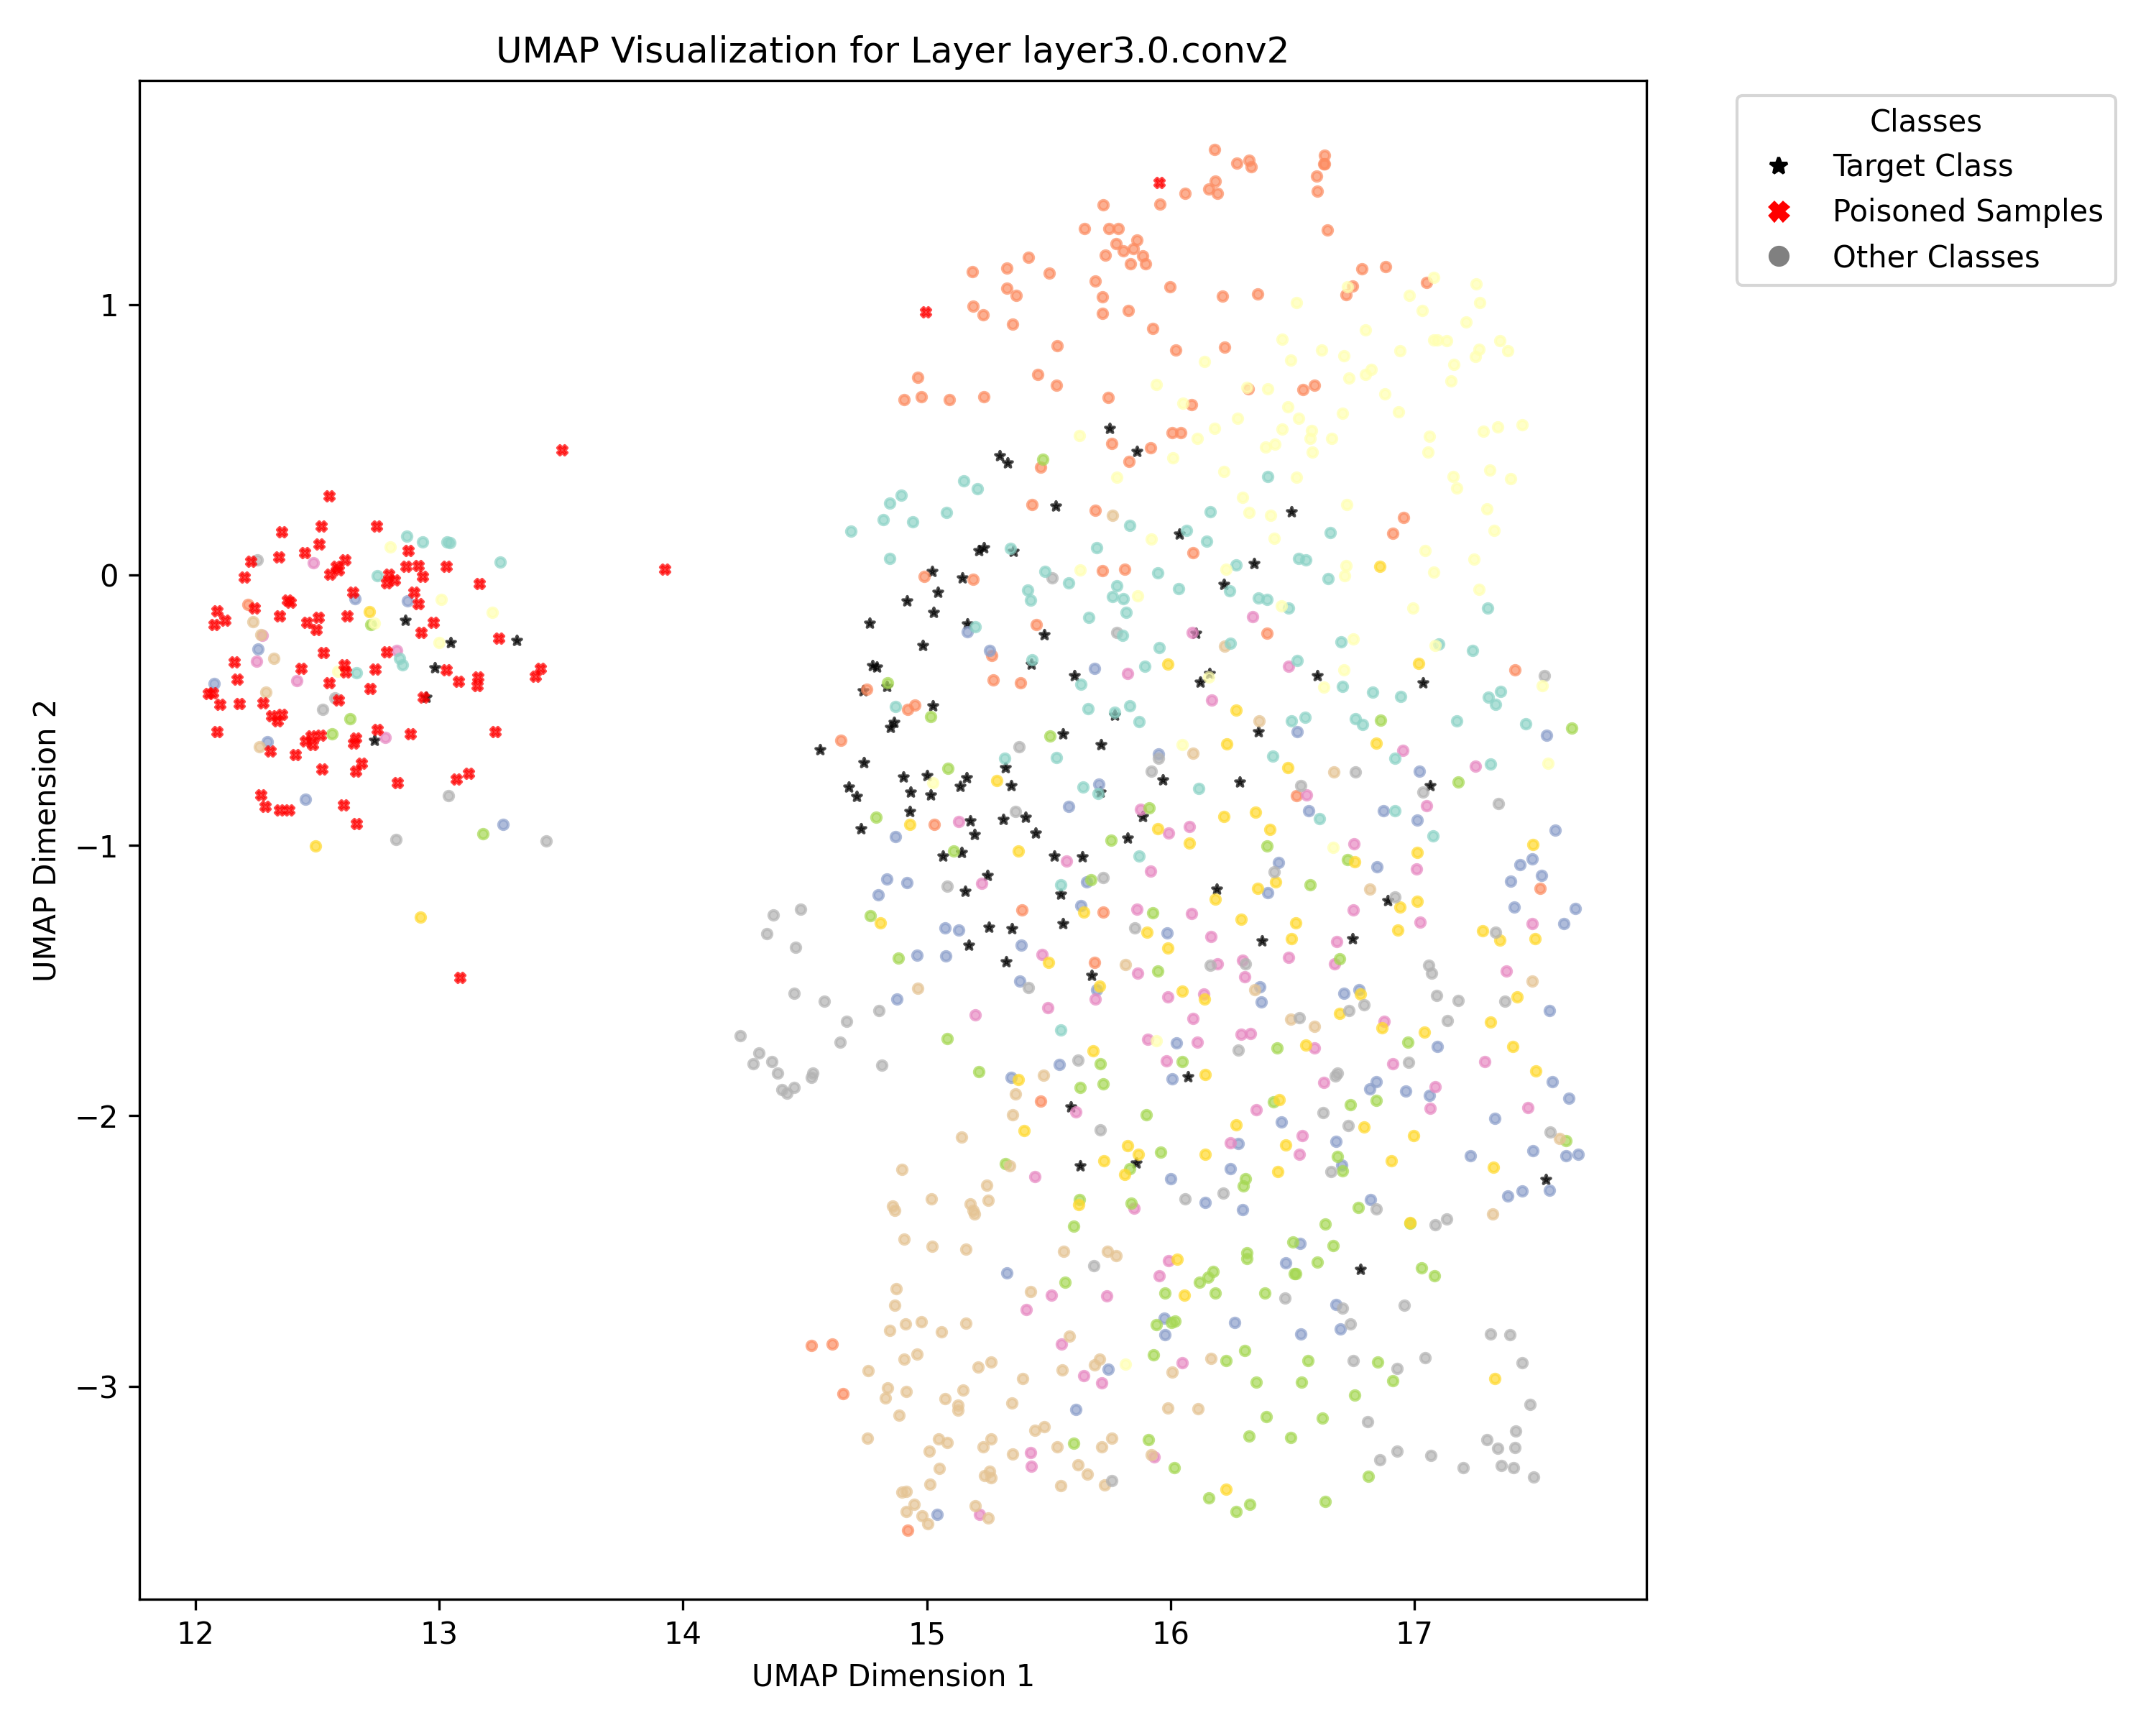 UMAP Visualization for Layer layer3.0.conv2
Classes
Target Class
Poisoned Samples
Other Classes
UMAP Dimension 2
1
0
−1
−2
−3
12 13 14 15 16 17
UMAP Dimension 1